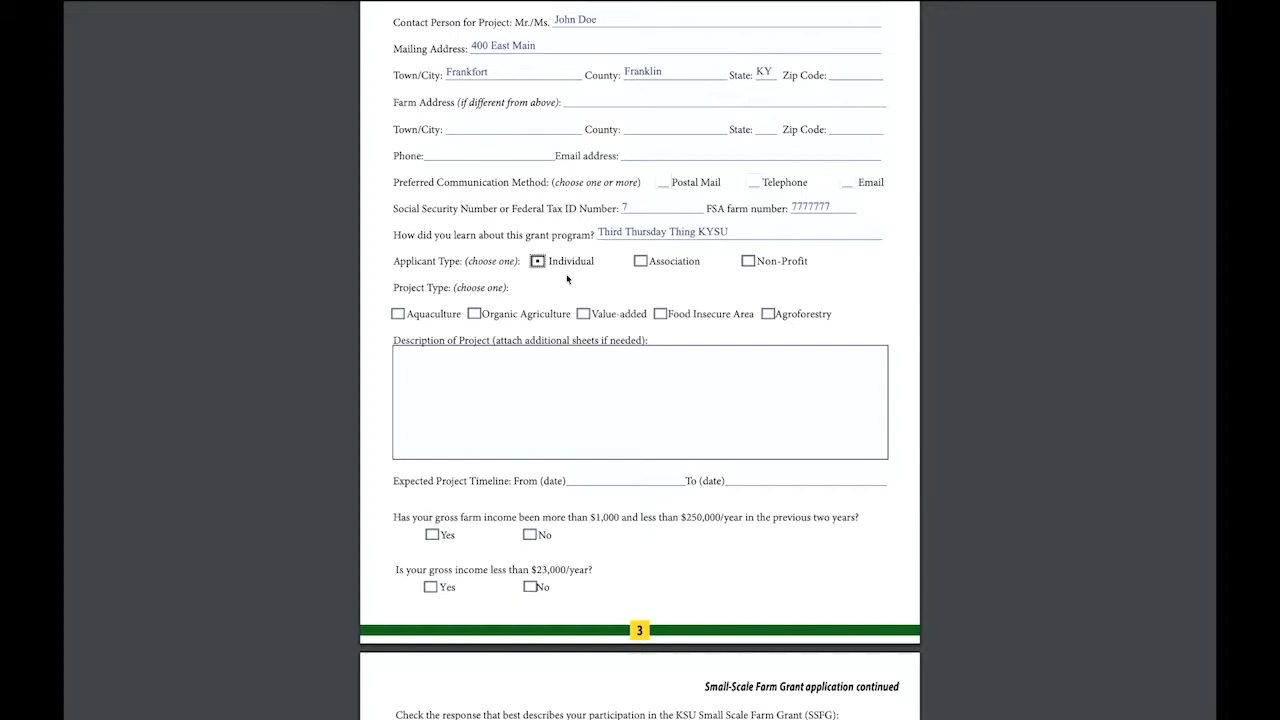 Contact Person for Project: Mr./Ms. John Doe
Mailing Address: 400 East Main
Town/City: Frankfort County: Franklin State: KY Zip Code:
Farm Address (if different from above):
Town/City: County: State: Zip Code:
Phone: Email address:
Preferred Communication Method: (choose one or more) Postal Mail Telephone Email
Social Security Number or Federal Tax ID Number: 7 FSA farm number: 7777777
How did you learn about this grant program? Third Thursday Thing KYSU
Applicant Type: (choose one): Individual Association Non-Profit
Project Type: (choose one):
Aquaculture Organic Agriculture Value-added Food Insecure Area Agroforestry
Description of Project (attach additional sheets if needed):
Expected Project Timeline: From (date) To (date)
Has your gross farm income been more than $1,000 and less than $250,000/year in the previous two years?
Yes No
Is your gross income less than $23,000/year?
Yes No
3
Small-Scale Farm Grant application continued
Check the response that best describes your participation in the KSU Small Scale Farm Grant (SSFG):